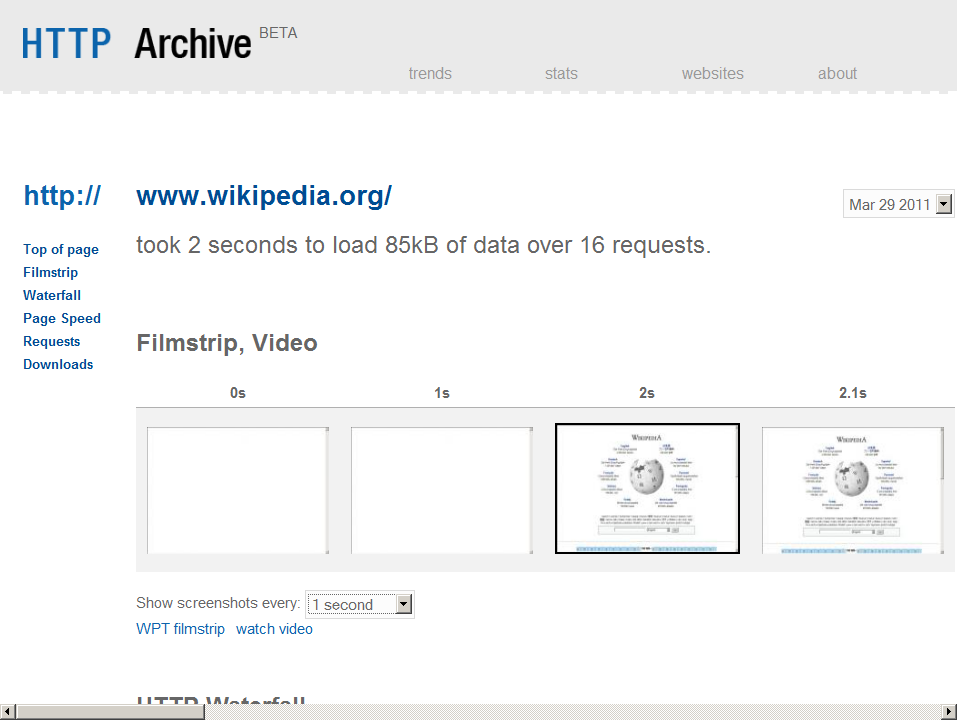 HTTP Archive BETA
trends stats websites about
http:// www.wikipedia.org/
Mar 29 2011
took 2 seconds to load 85kB of data over 16 requests.
Top of page
Filmstrip
Waterfall
Page Speed
Requests
Downloads
Filmstrip, Video
0s 1s 2s 2.1s
WIKIPEDIA WIKIPEDIA
Show screenshots every: 1 second
WPT filmstrip watch video
HTTP Waterfall